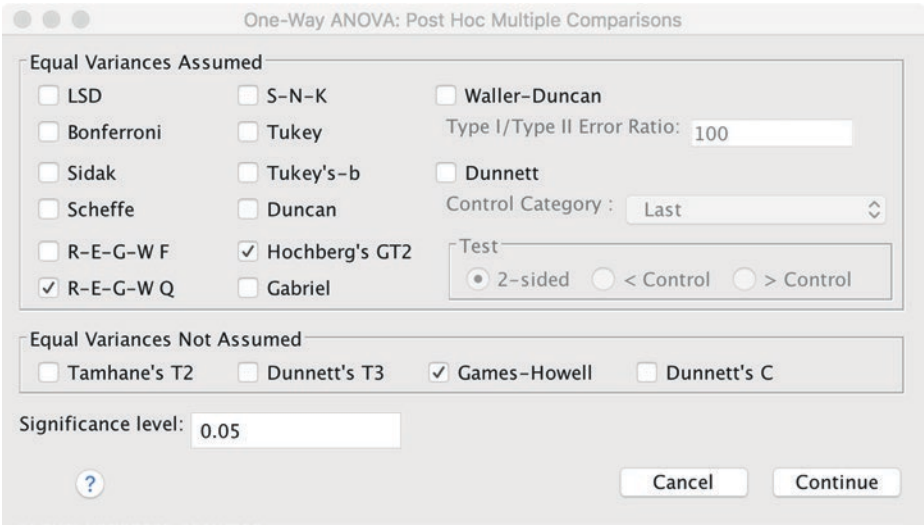 One-Way ANOVA: Post Hoc Multiple Comparisons
Equal Variances Assumed
LSD S-N-K Waller-Duncan
Bonferroni Tukey Type I/Type II Error Ratio: 100
Sidak Tukey's-b Dunnett
Scheffe Duncan Control Category : Last
R-E-G-W F Hochberg's GT2 Test
R-E-G-W Q Gabriel 2-sided < Control > Control
Equal Variances Not Assumed
Tamhane's T2 Dunnett's T3 Games-Howell Dunnett's C
Significance level: 0.05
? Cancel Continue